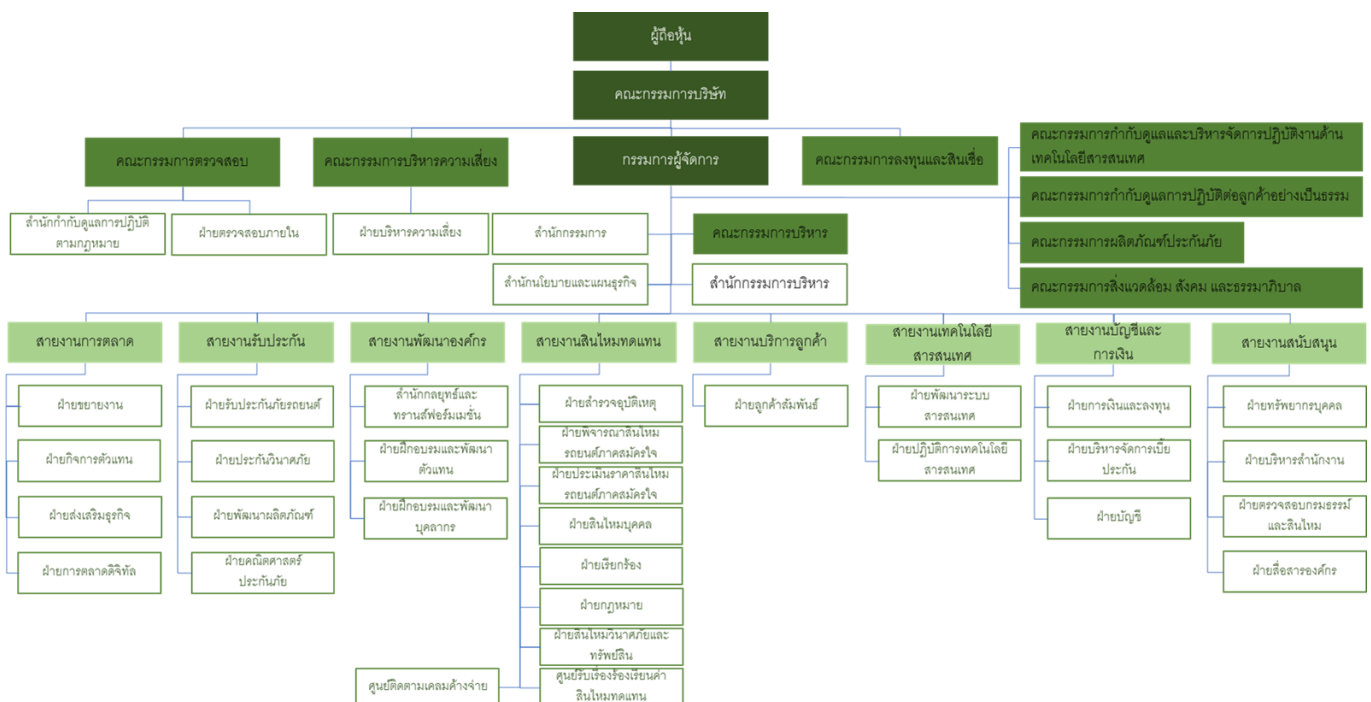 ผู้ถือหุ้น
คณะกรรมการบริษัท
คณะกรรมการตรวจสอบ
คณะกรรมการบริหารความเสี่ยง
กรรมการผู้จัดการ
คณะกรรมการลงทุนและสินเชื่อ
คณะกรรมการกำกับดูแลและบริหารจัดการปฏิบัติงานด้าน
เทคโนโลยีสารสนเทศ
คณะกรรมการกำกับดูแลการปฏิบัติต่อลูกค้าอย่างเป็นธรรม
คณะกรรมการผลิตภัณฑ์ประกันภัย
คณะกรรมการสิ่งแวดล้อม สังคม และธรรมาภิบาล
สำนักกำกับดูแลการปฏิบัติ
ตามกฎหมาย
ฝ่ายตรวจสอบภายใน
ฝ่ายบริหารความเสี่ยง
สำนักกรรมการ
คณะกรรมการบริหาร
สำนักนโยบายและแผนธุรกิจ
สำนักกรรมการบริหาร
สายงานการตลาด
ฝ่ายขยายงาน
ฝ่ายกิจการตัวแทน
ฝ่ายส่งเสริมธุรกิจ
ฝ่ายการตลาดดิจิทัล
สายงานรับประกัน
ฝ่ายรับประกันภัยรถยนต์
ฝ่ายประกันวินาศภัย
ฝ่ายพัฒนาผลิตภัณฑ์
ฝ่ายคณิตศาสตร์
ประกันภัย
สายงานพัฒนาองค์กร
สำนักกลยุทธ์และ
ทรานส์ฟอร์มเมชั่น
ฝ่ายฝึกอบรมและพัฒนา
ตัวแทน
ฝ่ายฝึกอบรมและพัฒนา
บุคลากร
สายงานสินไหมทดแทน
ฝ่ายสำรวจอุบัติเหตุ
ฝ่ายพิจารณาสินไหม
รถยนต์ภาคสมัครใจ
ฝ่ายประเมินราคาสินไหม
รถยนต์ภาคสมัครใจ
ฝ่ายสินไหมบุคคล
ฝ่ายเรียกร้อง
ฝ่ายกฎหมาย
ฝ่ายสินไหมวินาศภัยและ
ทรัพย์สิน
ศูนย์ติดตามเคลมค้างจ่าย
ศูนย์รับเรื่องร้องเรียนค่า
สินไหมทดแทน
สายงานบริการลูกค้า
ฝ่ายลูกค้าสัมพันธ์
สายงานเทคโนโลยี
สารสนเทศ
ฝ่ายพัฒนาระบบ
สารสนเทศ
ฝ่ายปฏิบัติการเทคโนโลยี
สารสนเทศ
สายงานบัญชีและ
การเงิน
ฝ่ายการเงินและลงทุน
ฝ่ายบริหารจัดการเบี้ย
ประกัน
ฝ่ายบัญชี
สายงานสนับสนุน
ฝ่ายทรัพยากรบุคคล
ฝ่ายบริหารสำนักงาน
ฝ่ายตรวจสอบกรมธรรม์
และสินไหม
ฝ่ายสื่อสารองค์กร